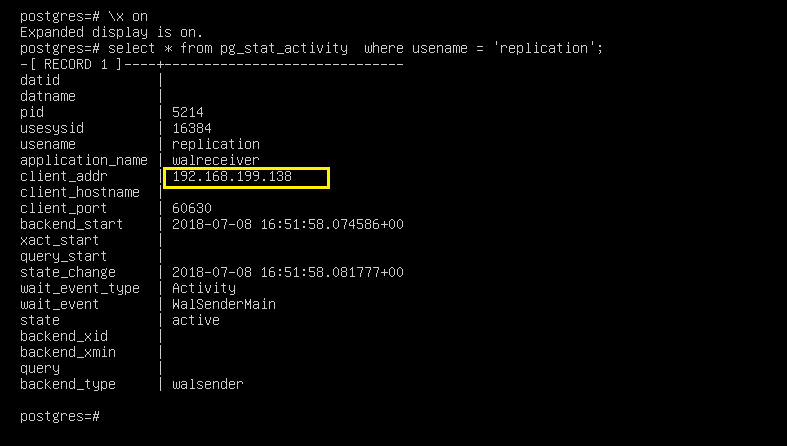 postgres=# \x on
Expanded display is on.
postgres=# select * from pg_stat_activity  where usename = 'replication';
-[ RECORD 1 ]----+------------------------------
datid            |
datname          |
pid              | 5214
usesysid         | 16384
usename          | replication
application_name | walreceiver
client_addr      | 192.168.199.138
client_hostname  |
client_port      | 60630
backend_start    | 2018-07-08 16:51:58.074586+00
xact_start       |
query_start      |
state_change     | 2018-07-08 16:51:58.081777+00
wait_event_type  | Activity
wait_event       | WalSenderMain
state            | active
backend_xid      |
backend_xmin     |
query            |
backend_type     | walsender

postgres=#